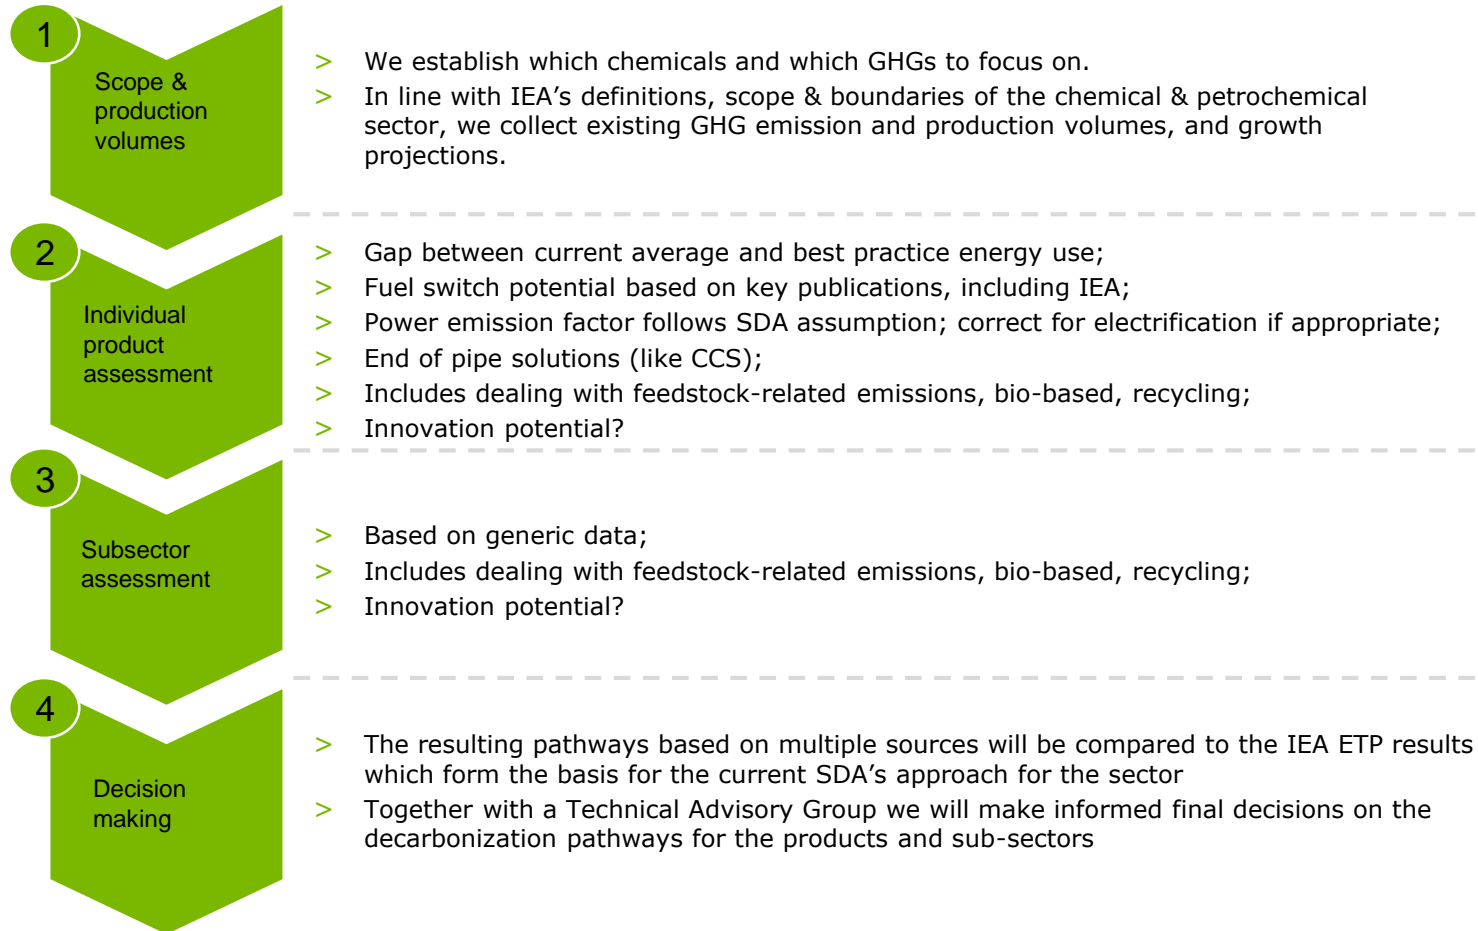 1
Scope &
production
volumes
> We establish which chemicals and which GHGs to focus on.
> In line with IEA’s definitions, scope & boundaries of the chemical & petrochemical
sector, we collect existing GHG emission and production volumes, and growth
projections.
2
Individual
product
assessment
> Gap between current average and best practice energy use;
> Fuel switch potential based on key publications, including IEA;
> Power emission factor follows SDA assumption; correct for electrification if appropriate;
> End of pipe solutions (like CCS);
> Includes dealing with feedstock-related emissions, bio-based, recycling;
> Innovation potential?
3
Subsector
assessment
> Based on generic data;
> Includes dealing with feedstock-related emissions, bio-based, recycling;
> Innovation potential?
4
Decision
making
> The resulting pathways based on multiple sources will be compared to the IEA ETP results
which form the basis for the current SDA’s approach for the sector
> Together with a Technical Advisory Group we will make informed final decisions on the
decarbonization pathways for the products and sub-sectors